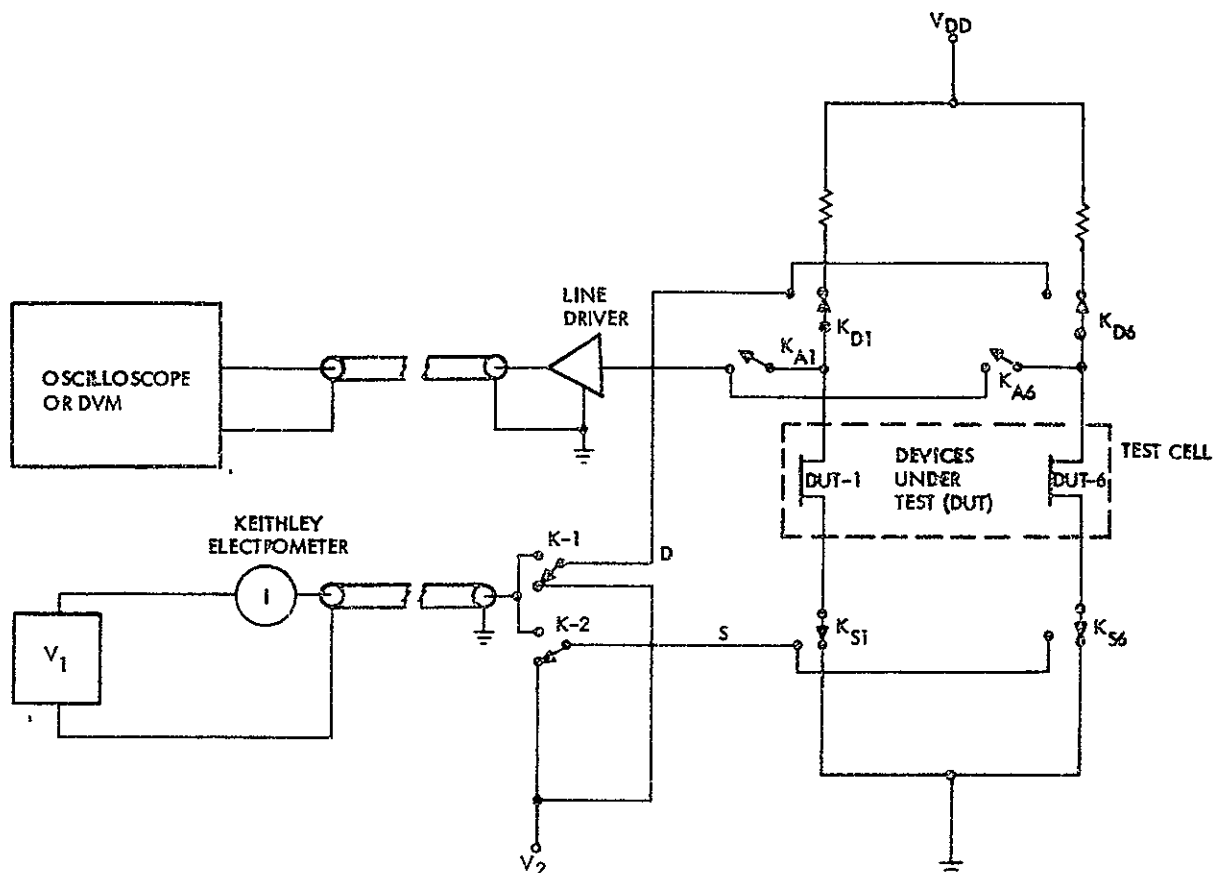 VDD
LINE
DRIVER
KD1
KD6
KA1
KA6
OSCILLOSCOPE
OR DVM
DEVICES
UNDER
TEST (DUT)
DUT-1
DUT-6
TEST CELL
KEITHLEY
ELECTPOMETER
I
K-1
D
K-2
S
KS1
KS6
V1
V2